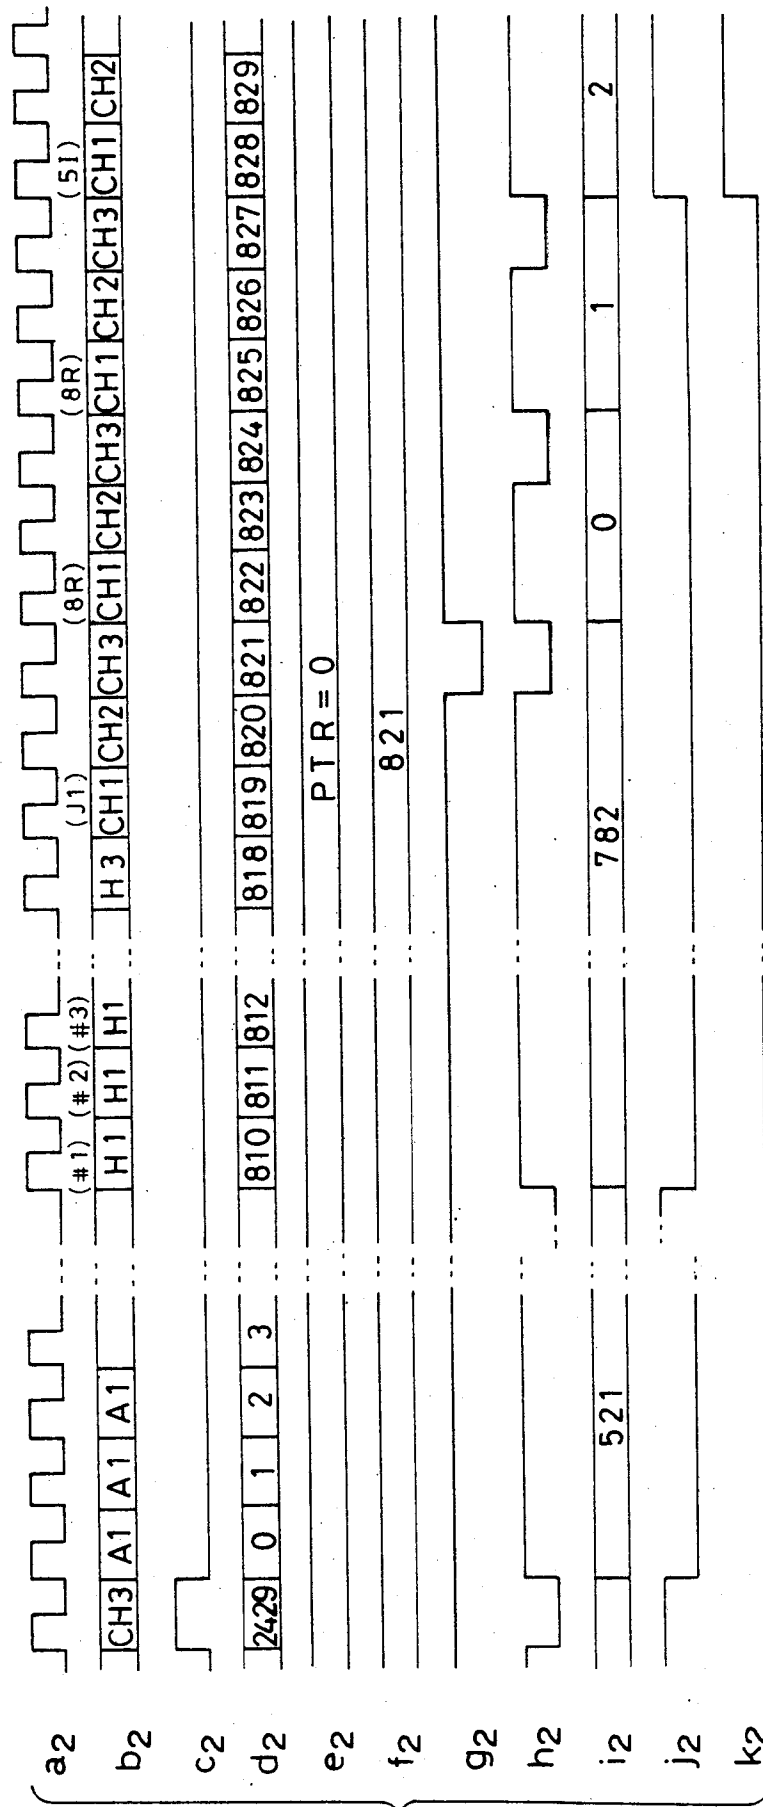 a2
(#1) (#2) (#3) (J1) (8R) (8R) (5I)
b2 CH3 A1 A1 A1 H1 H1 H1 H3 CH1 CH2 CH3 CH1 CH2 CH3 CH1 CH2 CH3 CH1 CH2
c2
d2 2429 0 1 2 3 810 811 812 818 819 820 821 822 823 824 825 826 827 828 829
e2 PTR=0
f2 821
g2
h2
i2 521 782 0 1 2
j2
k2